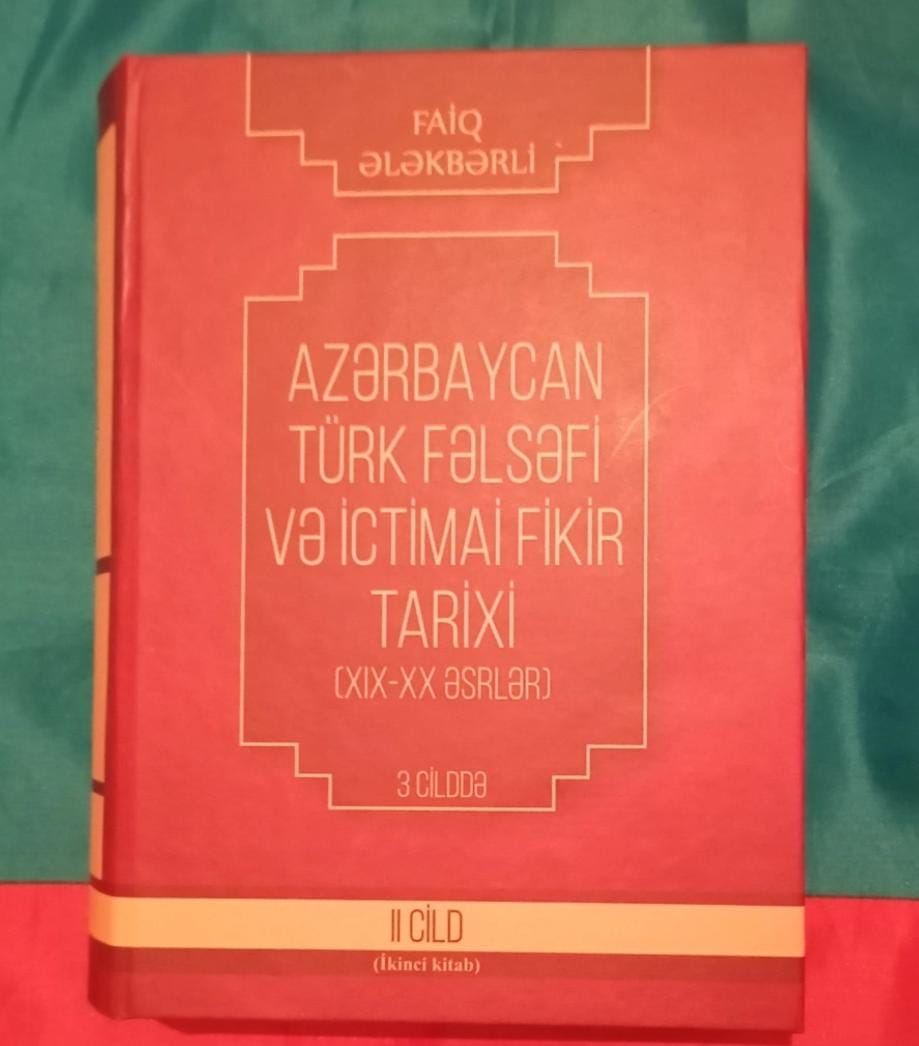 FAİQ
ƏLƏKBƏRLİ
AZƏRBAYCAN
TÜRK FƏLSƏFİ
VƏ İCTİMAİ FİKİR
TARİXİ
(XIX-XX ƏSRLƏR)
3 CİLDDƏ
II CİLD
(İkinci kitab)